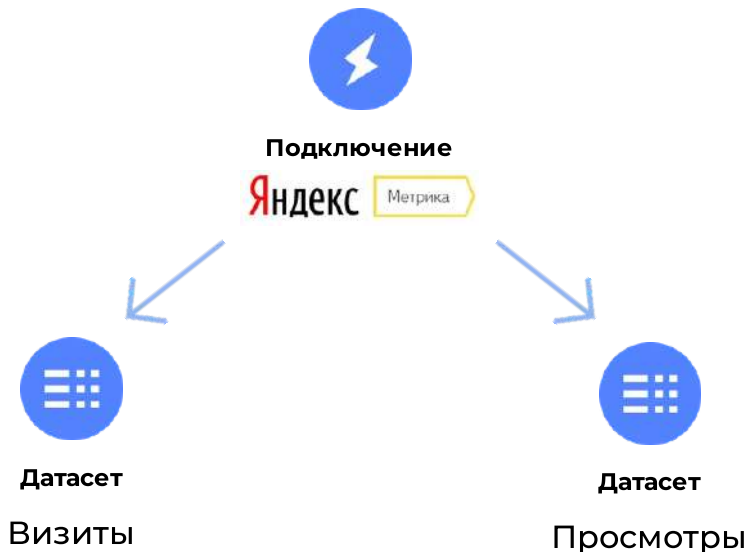 Подключение
Яндекс Метрика
Датасет
Визиты
Датасет
Просмотры